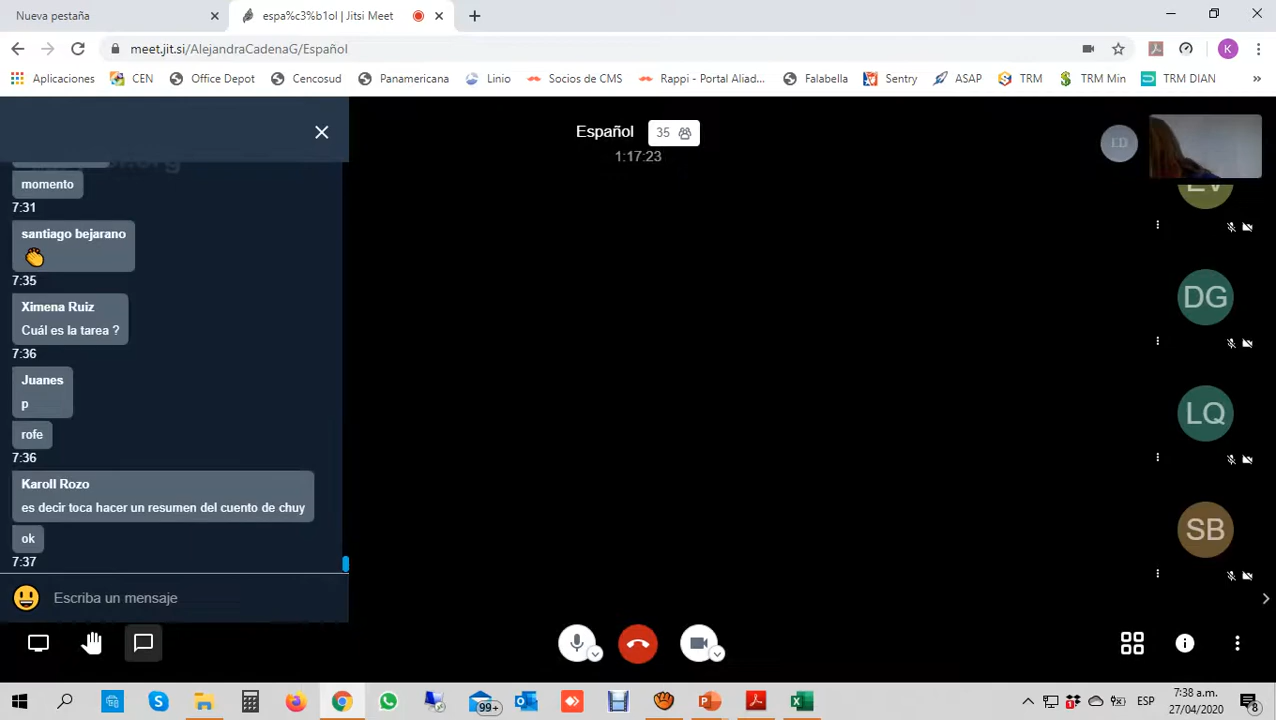 Nueva pestaña
espa%c3%b1ol | Jitsi Meet
meet.jit.si/AlejandraCadenaG/Español
K
Aplicaciones
CEN
Office Depot
Cencosud
Panamericana
Linio
Socios de CMS
Rappi - Portal Aliad...
Falabella
Sentry
ASAP
TRM
TRM Min
TRM DIAN
»
momento
7:31
santiago bejarano
7:35
Ximena Ruiz
Cuál es la tarea ?
7:36
Juanes
p
rofe
7:36
Karoll Rozo
es decir toca hacer un resumen del cuento de chuy
ok
7:37
Escriba un mensaje
Español
35
1:17:23
LD
EV
DG
LQ
SB
99+
ESP
7:38 a.m.
27/04/2020
8